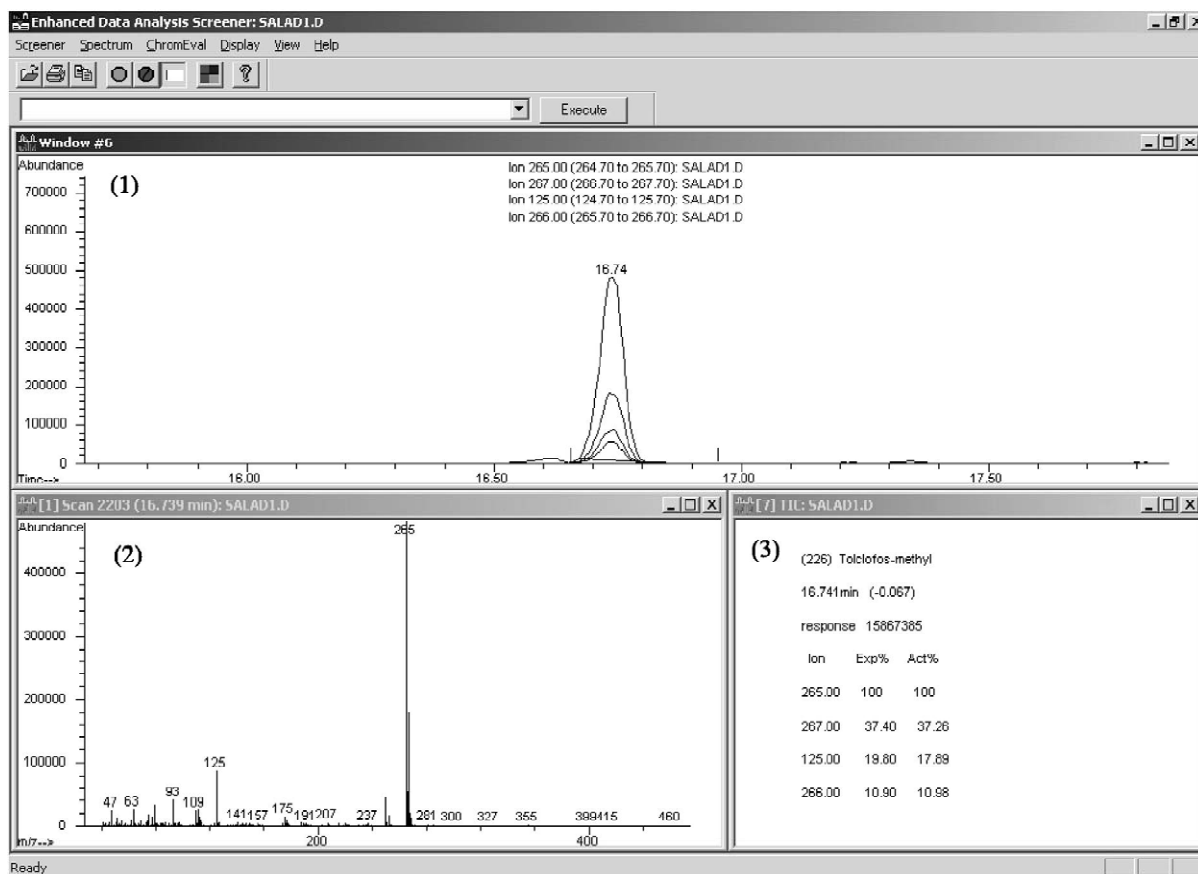 Enhanced Data Analysis Screener: SALAD1.D
Screener Spectrum ChromEval Display View Help
Execute
Window #6
Abundance
(1)
Ion 265.00 (264.70 to 265.70): SALAD1.D
Ion 267.00 (266.70 to 267.70): SALAD1.D
Ion 125.00 (124.70 to 125.70): SALAD1.D
Ion 266.00 (265.70 to 266.70): SALAD1.D
700000
600000
500000
400000
300000
200000
100000
0
16.74
Time-->
16.00 16.50 17.00 17.50
[1] Scan 2203 (16.739 min): SALAD1.D
Abundance
(2)
400000
300000
200000
100000
0
265
47 63 93 109 125 141 157 175 191 207 237 281 300 327 355 399 415 460
m/z-->
200 400
[7] TIC: SALAD1.D
(3)
(226) Tolclofos-methyl
16.741min (-0.067)
response 15867385
Ion Exp% Act%
265.00 100 100
267.00 37.40 37.26
125.00 19.80 17.89
266.00 10.90 10.98
Ready